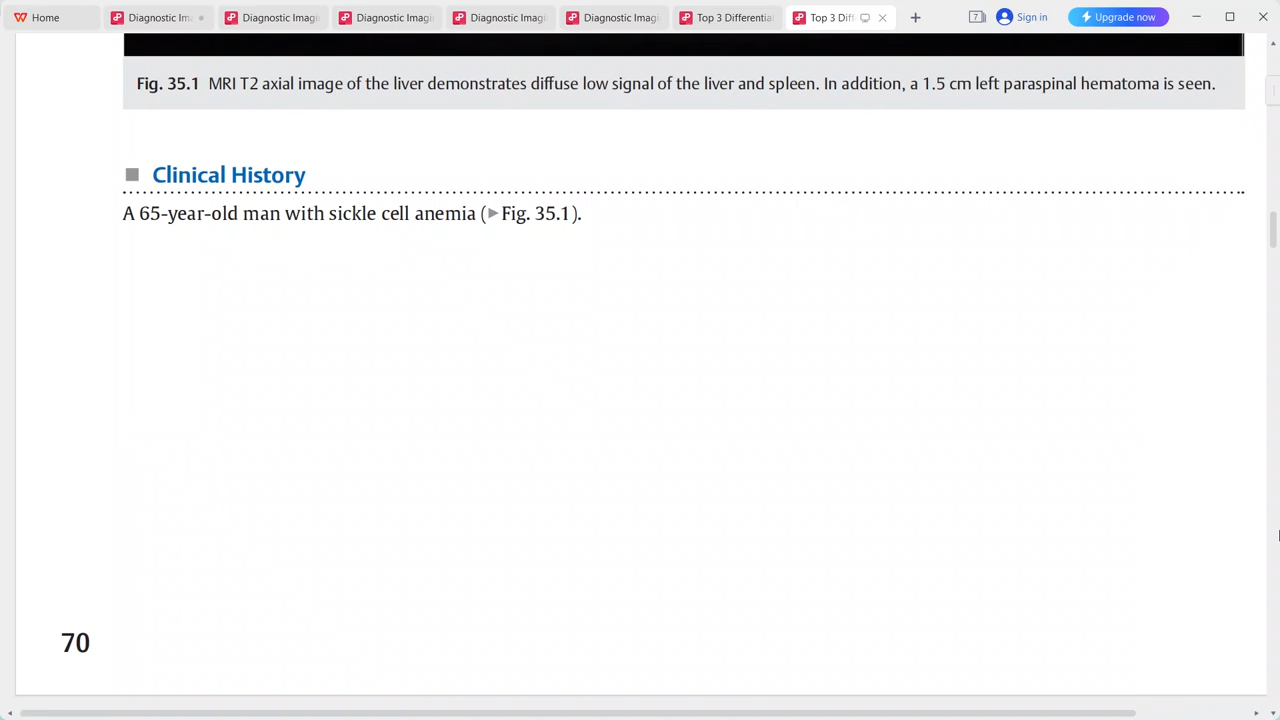 Home Diagnostic Ima Diagnostic Imagi Diagnostic Imagin Diagnostic Imagi Diagnostic Imagi Top 3 Differentia Top 3 Diff 7 Sign in Upgrade now
Fig. 35.1 MRI T2 axial image of the liver demonstrates diffuse low signal of the liver and spleen. In addition, a 1.5 cm left paraspinal hematoma is seen.
Clinical History
A 65-year-old man with sickle cell anemia (▶Fig. 35.1).
70